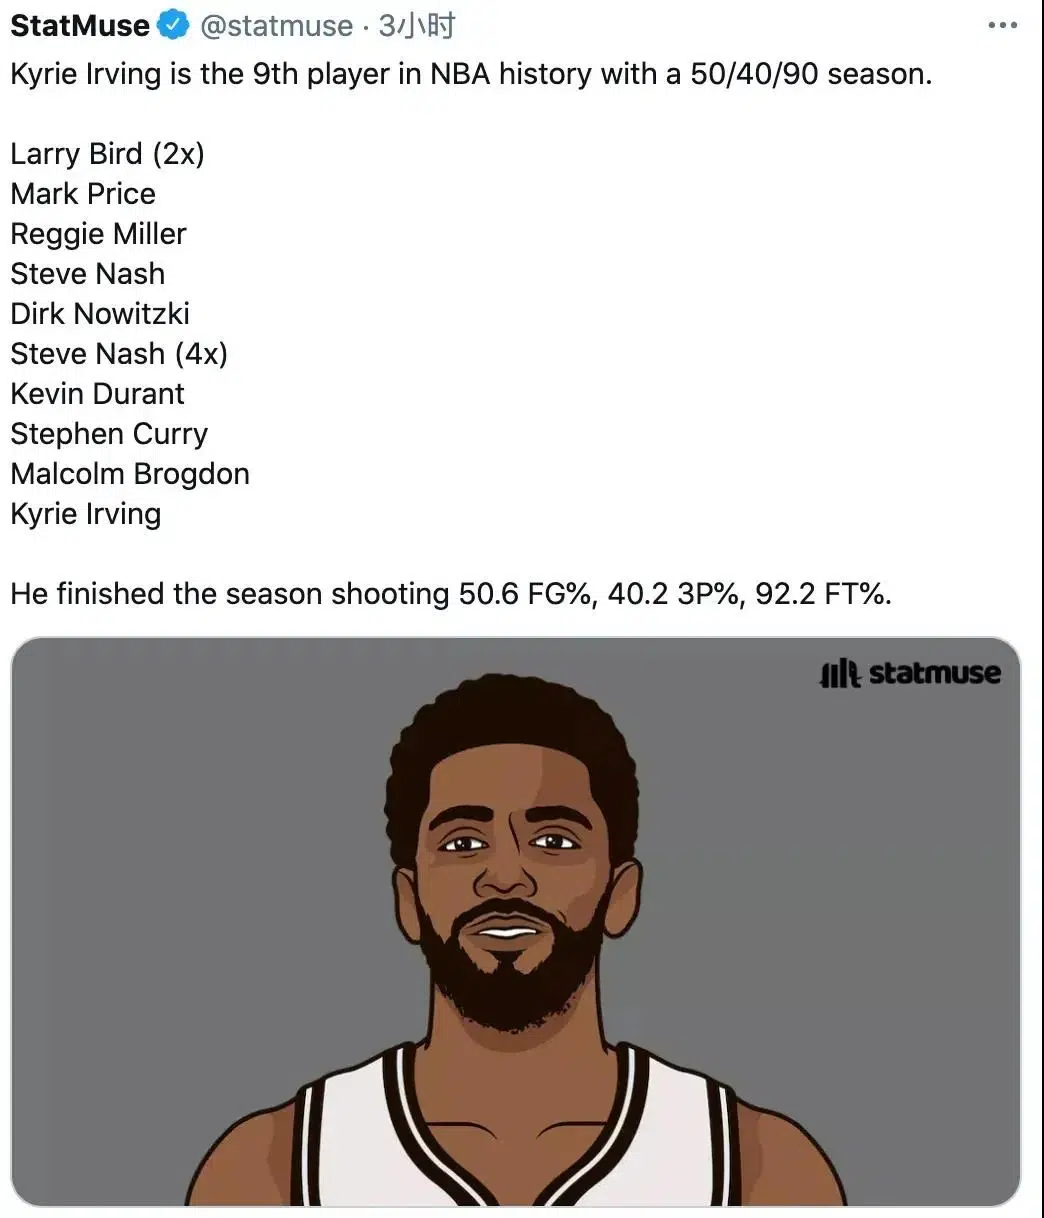 StatMuse @statmuse · 3小时
Kyrie Irving is the 9th player in NBA history with a 50/40/90 season.
Larry Bird (2x)
Mark Price
Reggie Miller
Steve Nash
Dirk Nowitzki
Steve Nash (4x)
Kevin Durant
Stephen Curry
Malcolm Brogdon
Kyrie Irving
He finished the season shooting 50.6 FG%, 40.2 3P%, 92.2 FT%.
statmuse